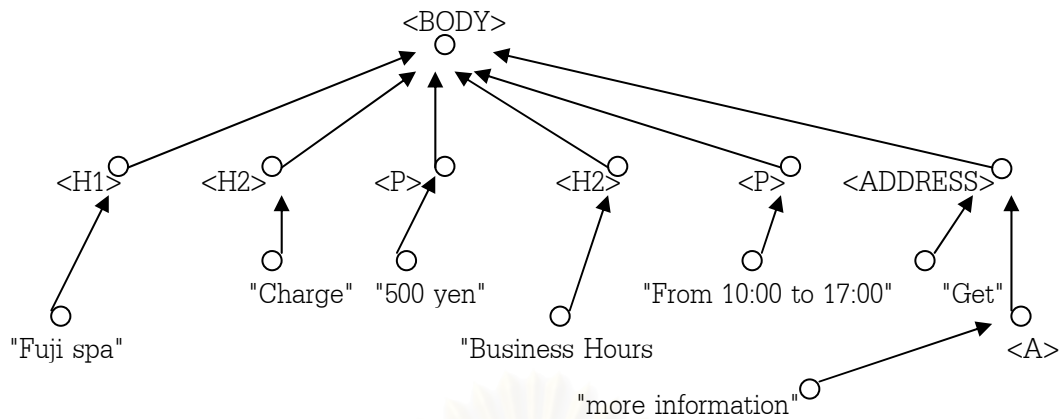 <BODY>
<H1>
<H2>
<P>
<H2>
<P>
<ADDRESS>
"Charge"
"500 yen"
"From 10:00 to 17:00"
"Get"
"Fuji spa"
"Business Hours
<A>
"more information"